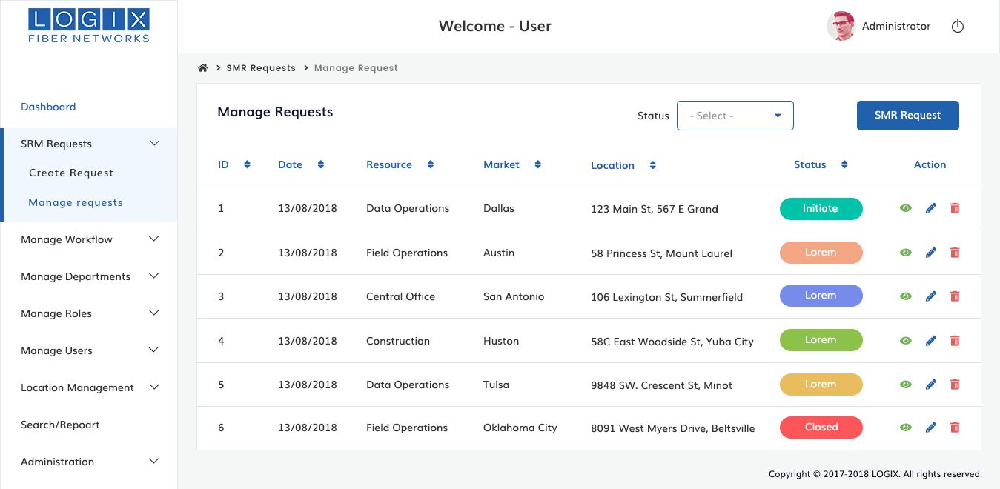 LOGIX
FIBER NETWORKS
Welcome - User
Administrator
SMR Requests
Manage Request
Dashboard
SRM Requests
Create Request
Manage requests
Manage Workflow
Manage Departments
Manage Roles
Manage Users
Location Management
Search/Repoart
Administration
Manage Requests
Status
- Select -
SMR Request
ID Date Resource Market Location Status Action
1 13/08/2018 Data Operations Dallas 123 Main St, 567 E Grand Initiate
2 13/08/2018 Field Operations Austin 58 Princess St, Mount Laurel Lorem
3 13/08/2018 Central Office San Antonio 106 Lexington St, Summerfield Lorem
4 13/08/2018 Construction Huston 58C East Woodside St, Yuba City Lorem
5 13/08/2018 Data Operations Tulsa 9848 SW. Crescent St, Minot Lorem
6 13/08/2018 Field Operations Oklahoma City 8091 West Myers Drive, Beltsville Closed
Copyright © 2017-2018 LOGIX. All rights reserved.